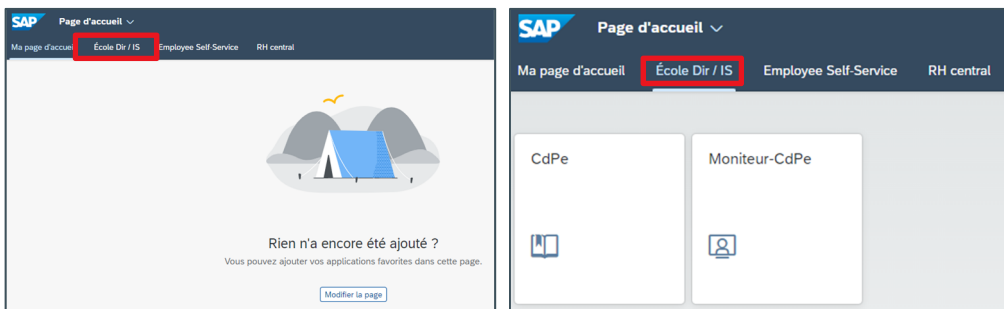 SAP Page d'accueil
Ma page d'accueil École Dir / IS Employee Self-Service RH central
Rien n'a encore été ajouté ?
Vous pouvez ajouter vos applications favorites dans cette page.
Modifier la page
SAP Page d'accueil
Ma page d'accueil École Dir / IS Employee Self-Service RH central
CdPe Moniteur-CdPe